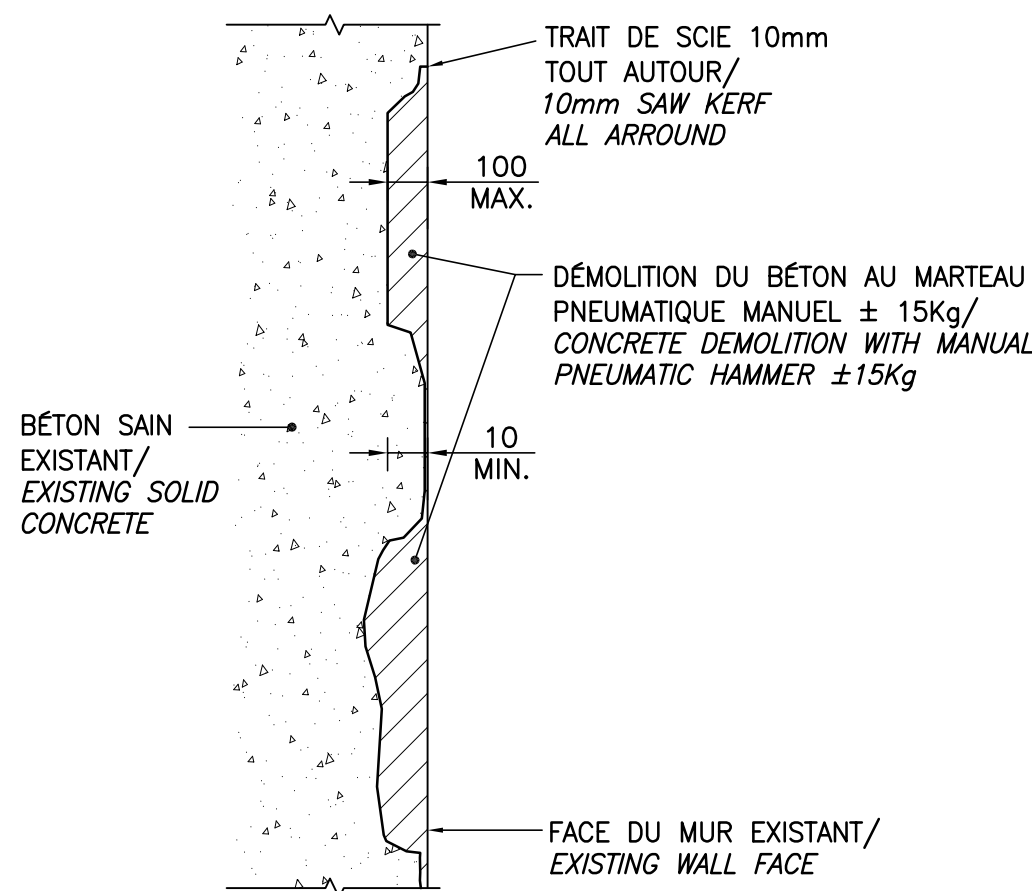 TRAIT DE SCIE 10mm
TOUT AUTOUR/
10mm SAW KERF
ALL ARROUND
100
MAX.
DÉMOLITION DU BÉTON AU MARTEAU
PNEUMATIQUE MANUEL ± 15Kg/
CONCRETE DEMOLITION WITH MANUAL
PNEUMATIC HAMMER ±15Kg
BÉTON SAIN
EXISTANT/
EXISTING SOLID
CONCRETE
10
MIN.
FACE DU MUR EXISTANT/
EXISTING WALL FACE